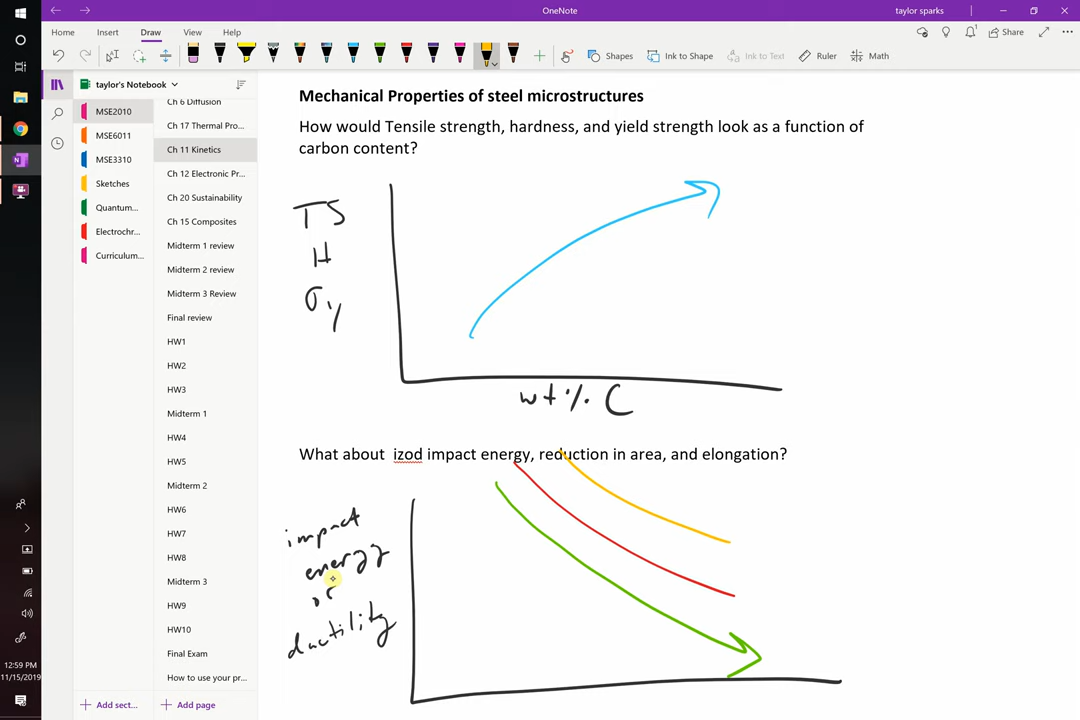 OneNote
taylor sparks
Home
Insert
Draw
View
Help
Share
Shapes
Ink to Shape
Ink to Text
Ruler
Math
taylor's Notebook
MSE2010
MSE6011
MSE3310
Sketches
Quantum...
Electrochr...
Curriculum...
Ch 6 Diffusion
Ch 17 Thermal Pro...
Ch 11 Kinetics
Ch 12 Electronic Pr...
Ch 20 Sustainability
Ch 15 Composites
Midterm 1 review
Midterm 2 review
Midterm 3 Review
Final review
HW1
HW2
HW3
Midterm 1
HW4
HW5
Midterm 2
HW6
HW7
HW8
Midterm 3
HW9
HW10
Final Exam
How to use your pr...
Add sect...
Add page
12:59 PM
11/15/2019
Mechanical Properties of steel microstructures
How would Tensile strength, hardness, and yield strength look as a function of
carbon content?
TS
H
σy
wt% C
What about izod impact energy, reduction in area, and elongation?
impact
energy
or
ductility